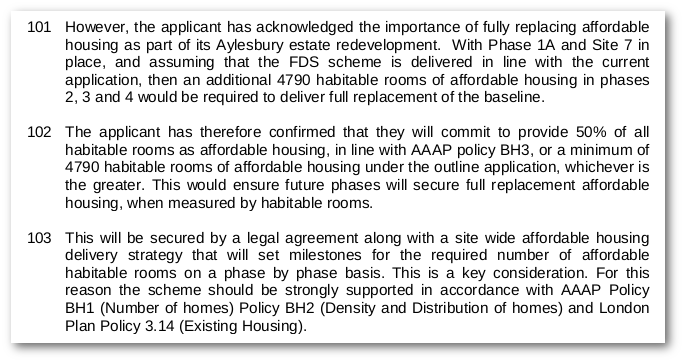 101 However, the applicant has acknowledged the importance of fully replacing affordable
housing as part of its Aylesbury estate redevelopment. With Phase 1A and Site 7 in
place, and assuming that the FDS scheme is delivered in line with the current
application, then an additional 4790 habitable rooms of affordable housing in phases
2, 3 and 4 would be required to deliver full replacement of the baseline.
102 The applicant has therefore confirmed that they will commit to provide 50% of all
habitable rooms as affordable housing, in line with AAAP policy BH3, or a minimum of
4790 habitable rooms of affordable housing under the outline application, whichever is
the greater. This would ensure future phases will secure full replacement affordable
housing, when measured by habitable rooms.
103 This will be secured by a legal agreement along with a site wide affordable housing
delivery strategy that will set milestones for the required number of affordable
habitable rooms on a phase by phase basis. This is a key consideration. For this
reason the scheme should be strongly supported in accordance with AAAP Policy
BH1 (Number of homes) Policy BH2 (Density and Distribution of homes) and London
Plan Policy 3.14 (Existing Housing).